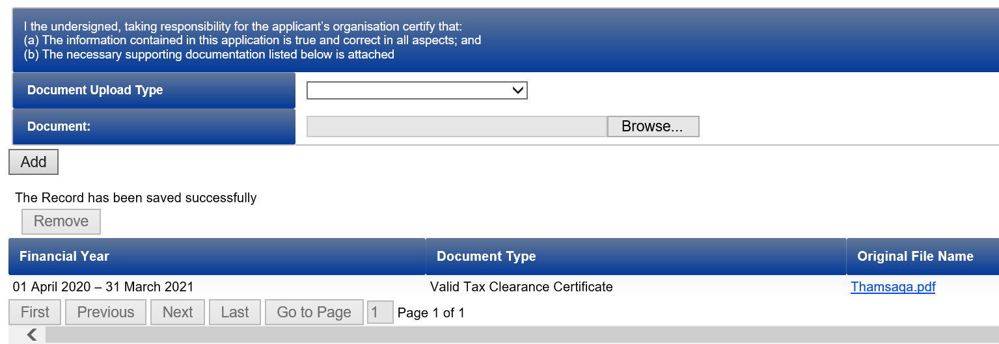 I the undersigned, taking responsibility for the applicant's organisation certify that:
(a) The information contained in this application is true and correct in all aspects; and
(b) The necessary supporting documentation listed below is attached
Document Upload Type
Document:
Browse...
Add
The Record has been saved successfully
Remove
Financial Year Document Type Original File Name
01 April 2020 – 31 March 2021 Valid Tax Clearance Certificate Thamsaqa.pdf
First Previous Next Last Go to Page 1 Page 1 of 1